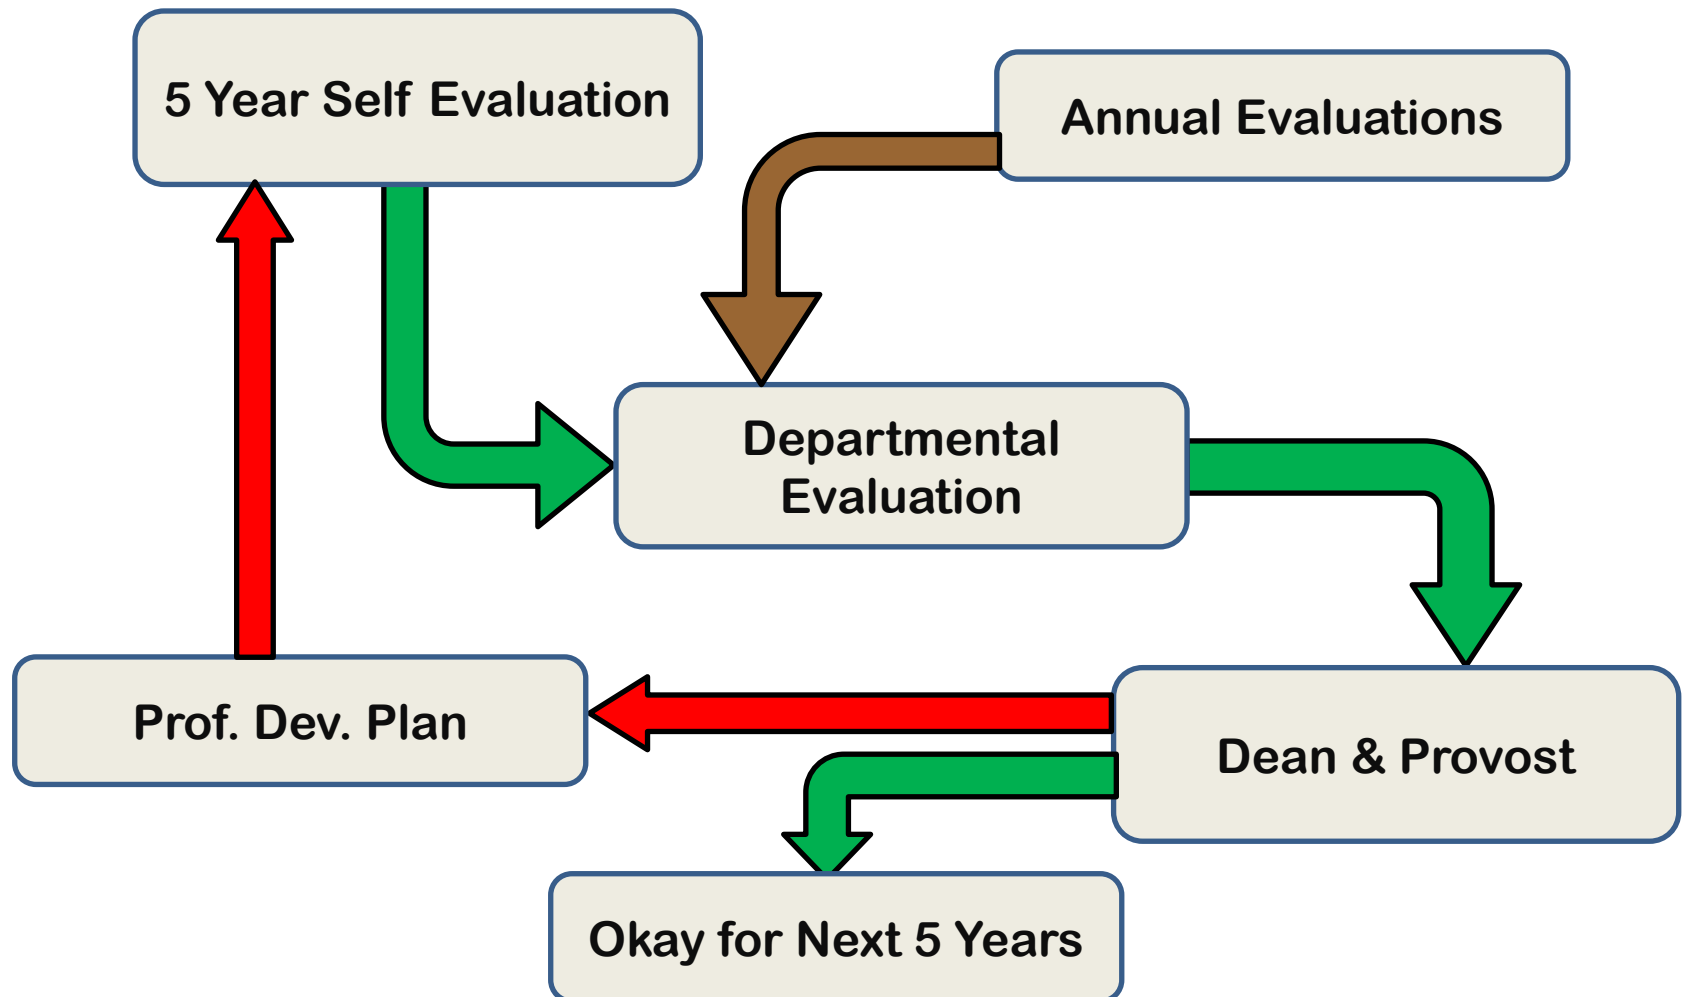 5 Year Self Evaluation
Annual Evaluations
Departmental
Evaluation
Prof. Dev. Plan
Dean & Provost
Okay for Next 5 Years